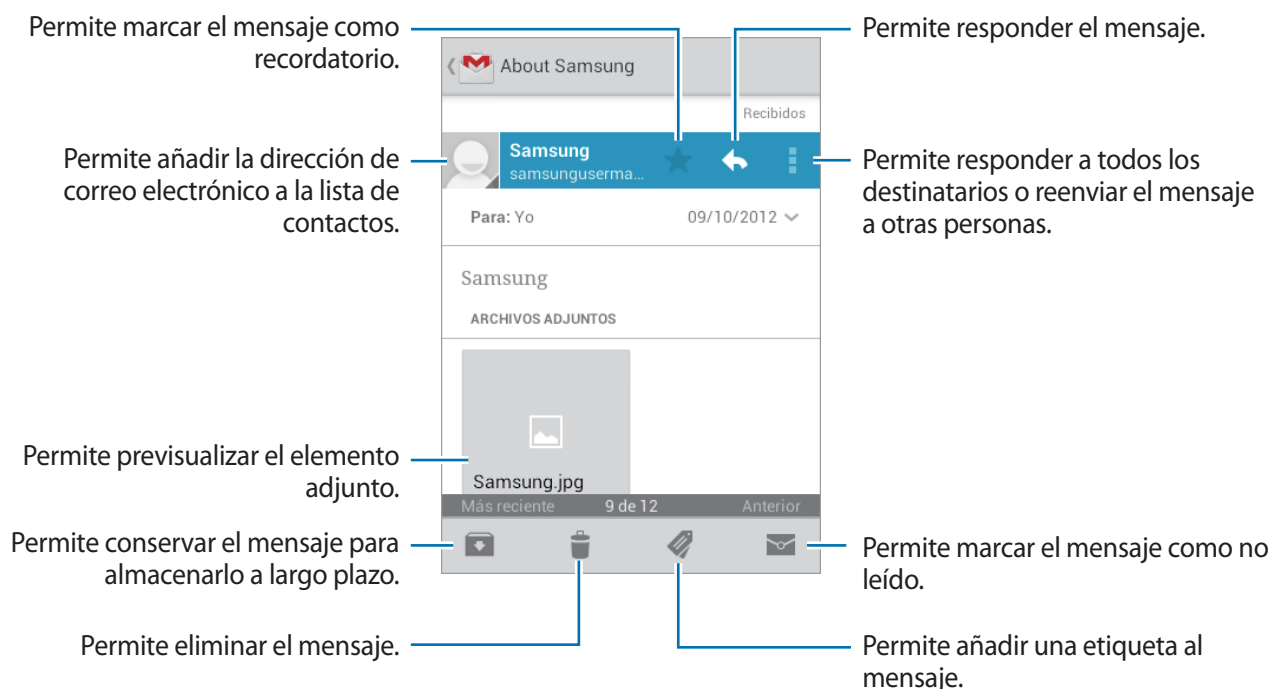 Permite marcar el mensaje como
recordatorio.
Permite añadir la dirección de
correo electrónico a la lista de
contactos.
Permite previsualizar el elemento
adjunto.
Permite conservar el mensaje para
almacenarlo a largo plazo.
Permite eliminar el mensaje.
About Samsung
Recibidos
Samsung
samsunguserma...
Para: Yo
09/10/2012
Samsung
ARCHIVOS ADJUNTOS
Samsung.jpg
Más reciente
9 de 12
Anterior
Permite responder el mensaje.
Permite responder a todos los
destinatarios o reenviar el mensaje
a otras personas.
Permite marcar el mensaje como no
leído.
Permite añadir una etiqueta al
mensaje.